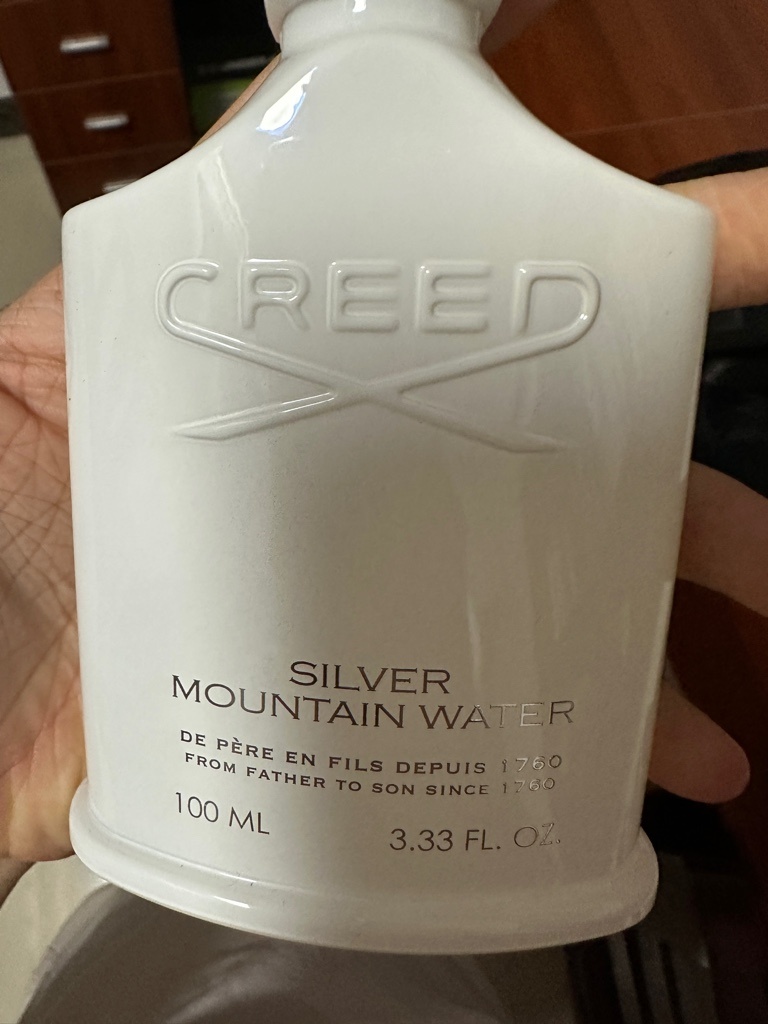 CREED
SILVER
MOUNTAIN WATER
DE PÈRE EN FILS DEPUIS 1760
FROM FATHER TO SON SINCE 1760
100 ML
3.33 FL. OZ.